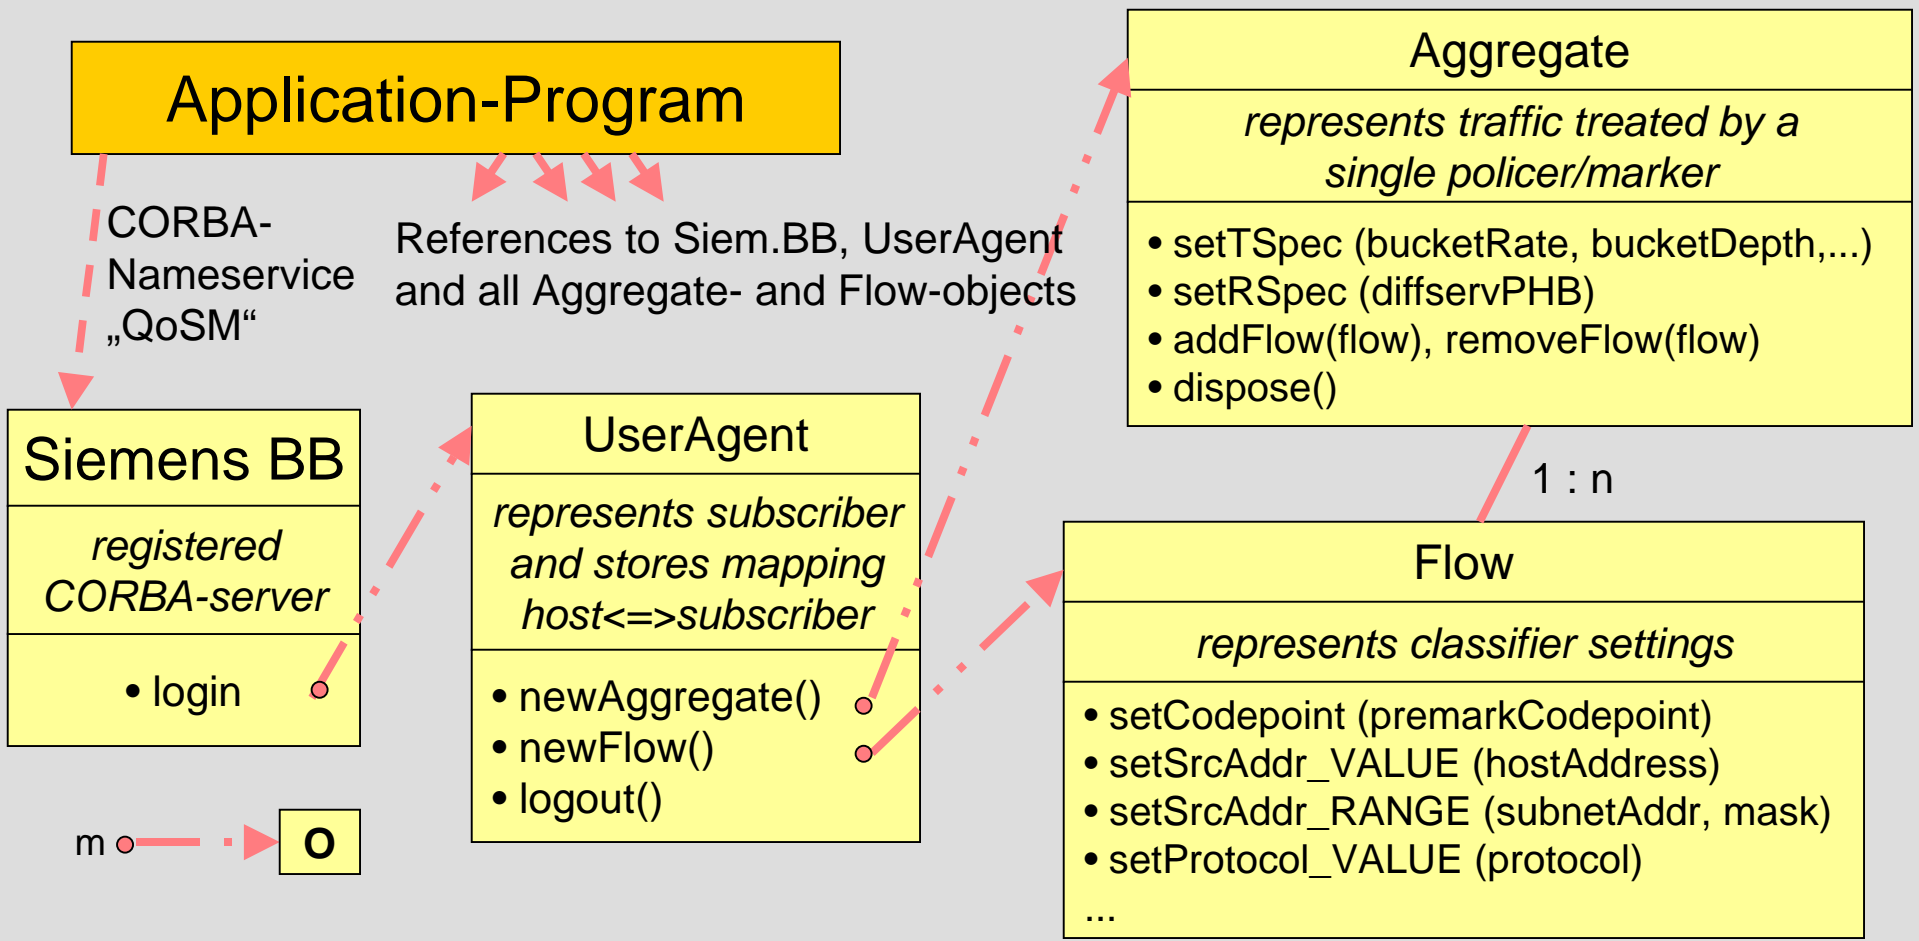 Application-Program
CORBA-
Nameservice
„QoSM“
References to Siem.BB, UserAgent
and all Aggregate- and Flow-objects
Aggregate
represents traffic treated by a
single policer/marker
• setTSpec (bucketRate, bucketDepth,...)
• setRSpec (diffservPHB)
• addFlow(flow), removeFlow(flow)
• dispose()
Siemens BB
registered
CORBA-server
• login
UserAgent
represents subscriber
and stores mapping
host<=>subscriber
• newAggregate()
• newFlow()
• logout()
1 : n
Flow
represents classifier settings
• setCodepoint (premarkCodepoint)
• setSrcAddr_VALUE (hostAddress)
• setSrcAddr_RANGE (subnetAddr, mask)
• setProtocol_VALUE (protocol)
...
m
O